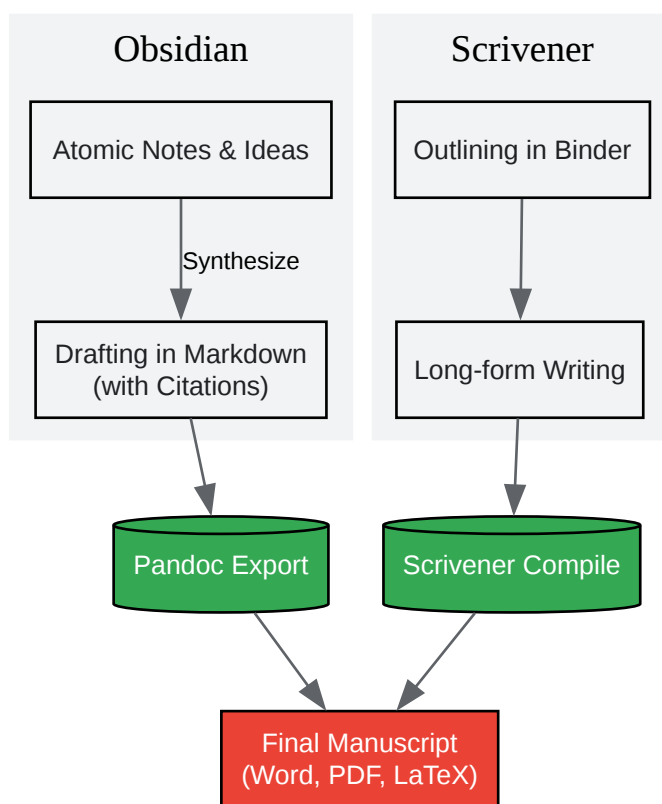 Obsidian
Scrivener
Atomic Notes & Ideas
Outlining in Binder
Synthesize
Drafting in Markdown
(with Citations)
Long-form Writing
Pandoc Export
Scrivener Compile
Final Manuscript
(Word, PDF, LaTeX)